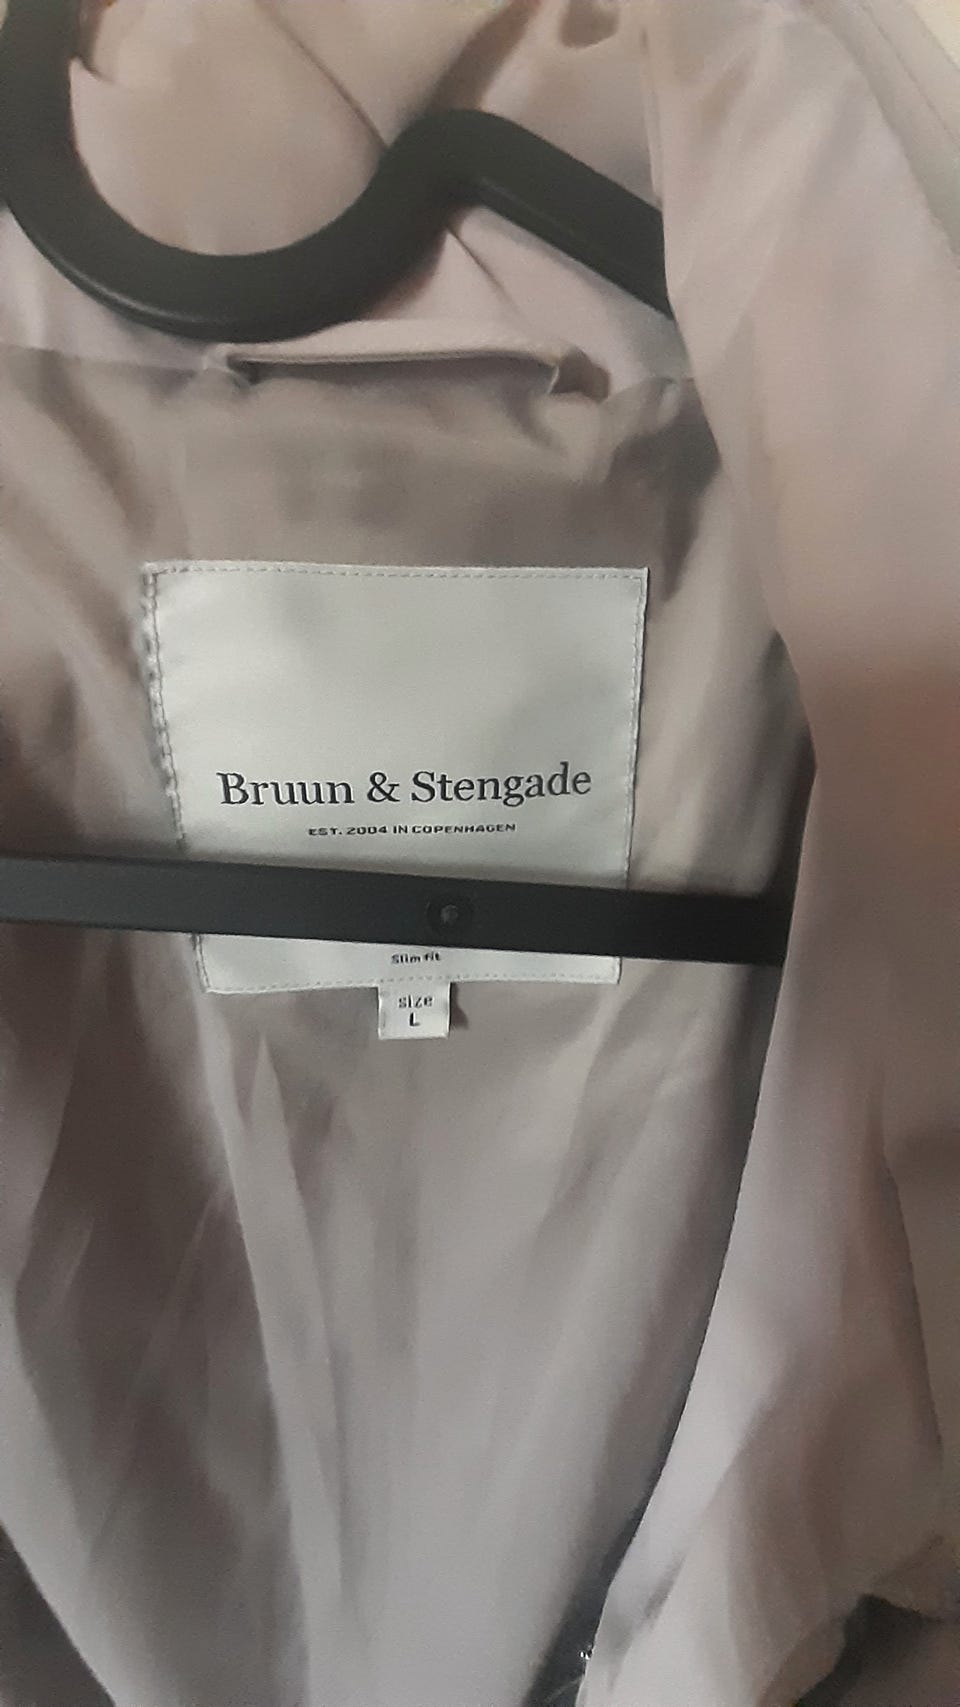 Bruun & Stengade
EST. 2004 IN COPENHAGEN
Slim fit
size
L